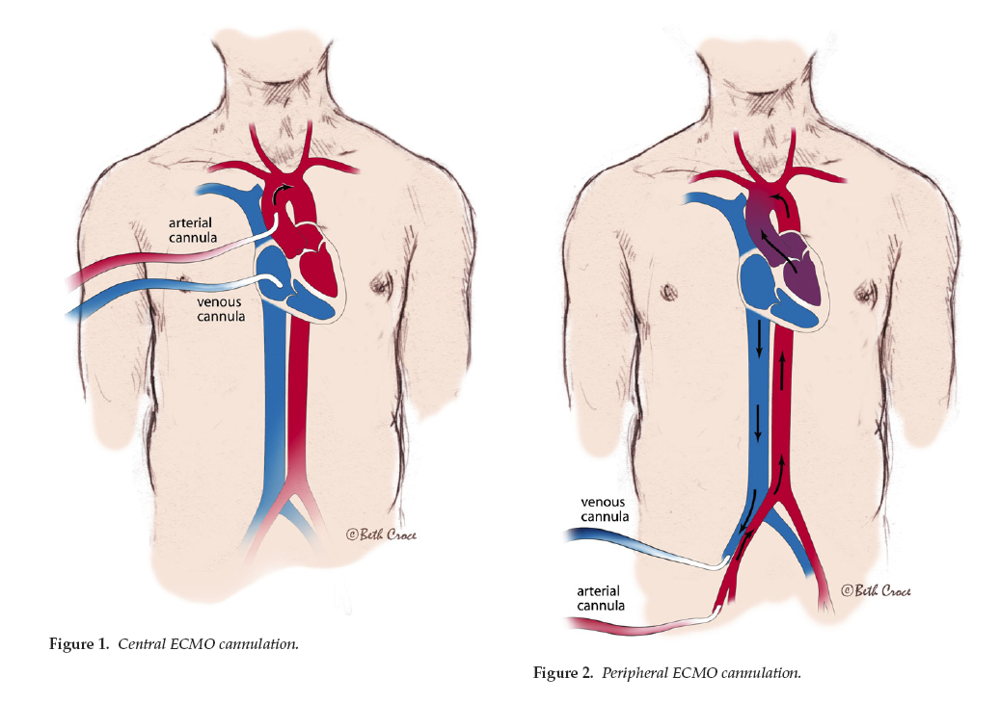 arterial
cannula
venous
cannula
©Beth Croce
Figure 1. Central ECMO cannulation.
venous
cannula
arterial
cannula
©Beth Croce
Figure 2. Peripheral ECMO cannulation.